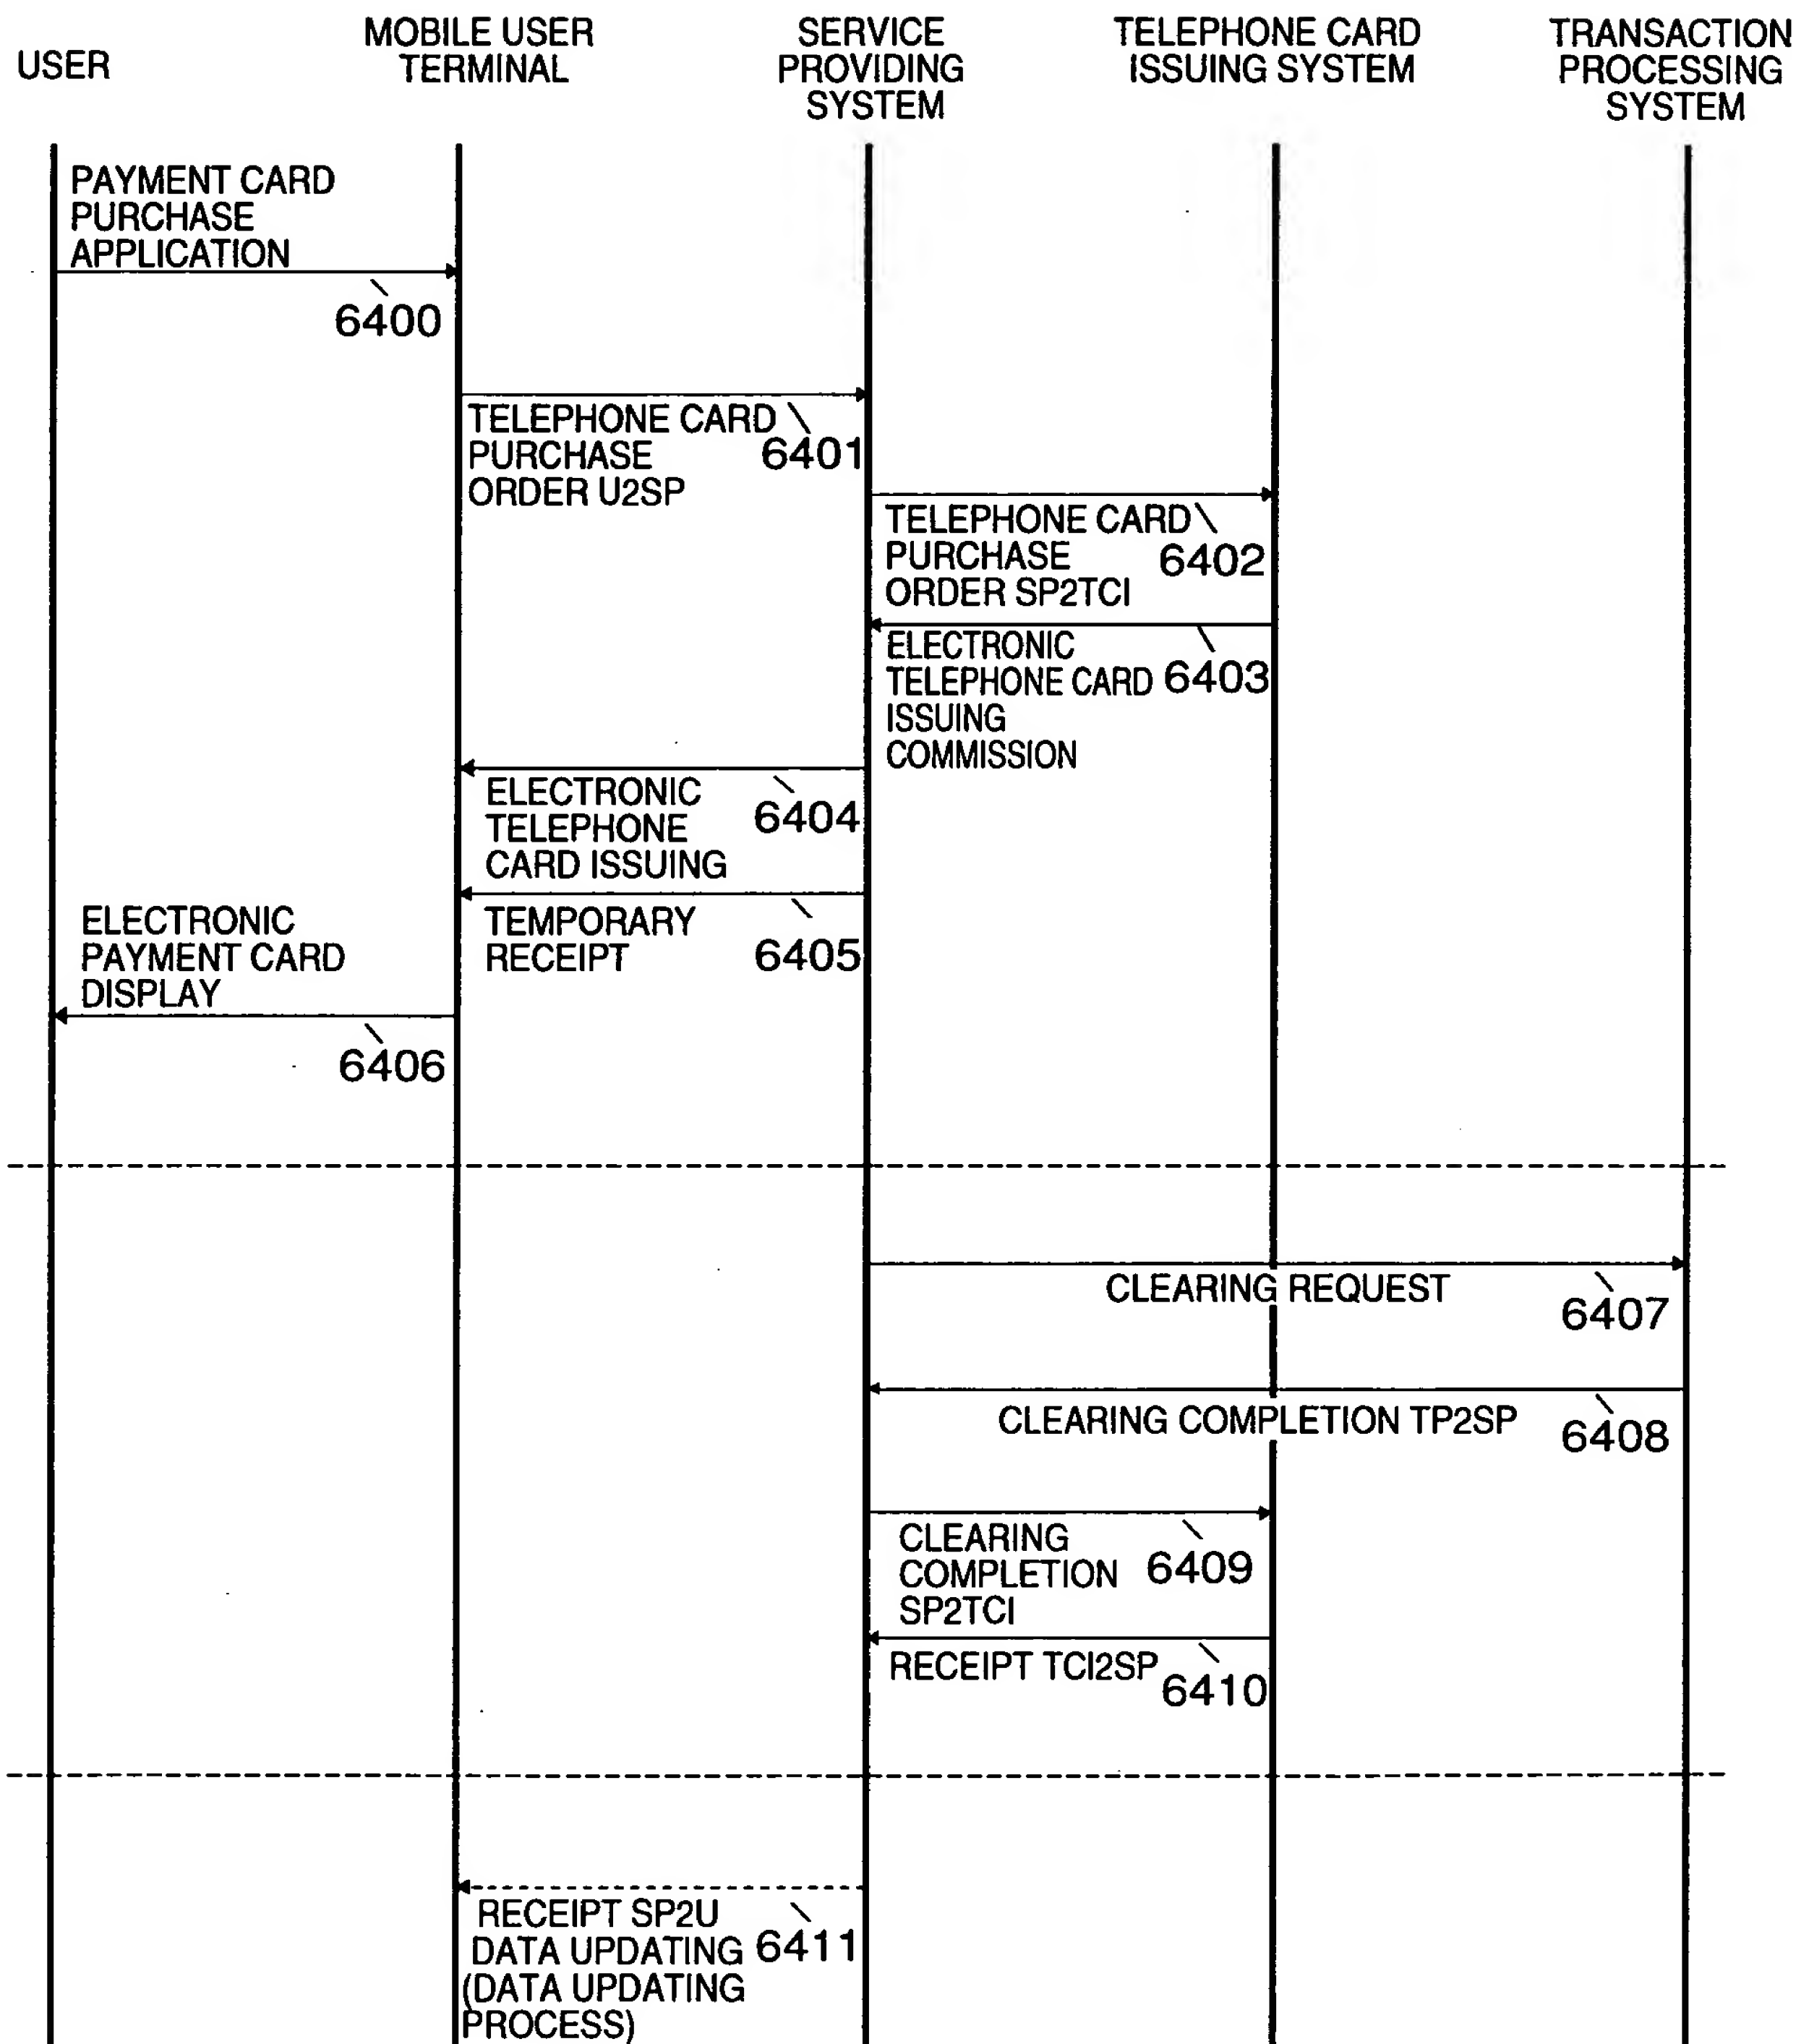 USER
MOBILE USER
TERMINAL
SERVICE
PROVIDING
SYSTEM
TELEPHONE CARD
ISSUING SYSTEM
TRANSACTION
PROCESSING
SYSTEM
PAYMENT CARD
PURCHASE
APPLICATION
6400
TELEPHONE CARD
PURCHASE
ORDER U2SP
6401
TELEPHONE CARD
PURCHASE
ORDER SP2TCI
6402
ELECTRONIC
TELEPHONE CARD
ISSUING
COMMISSION
6403
ELECTRONIC
TELEPHONE
CARD ISSUING
6404
TEMPORARY
RECEIPT
6405
ELECTRONIC
PAYMENT CARD
DISPLAY
6406
CLEARING REQUEST
6407
CLEARING COMPLETION TP2SP
6408
CLEARING
COMPLETION
SP2TCI
6409
RECEIPT TCI2SP
6410
RECEIPT SP2U
DATA UPDATING
(DATA UPDATING
PROCESS)
6411